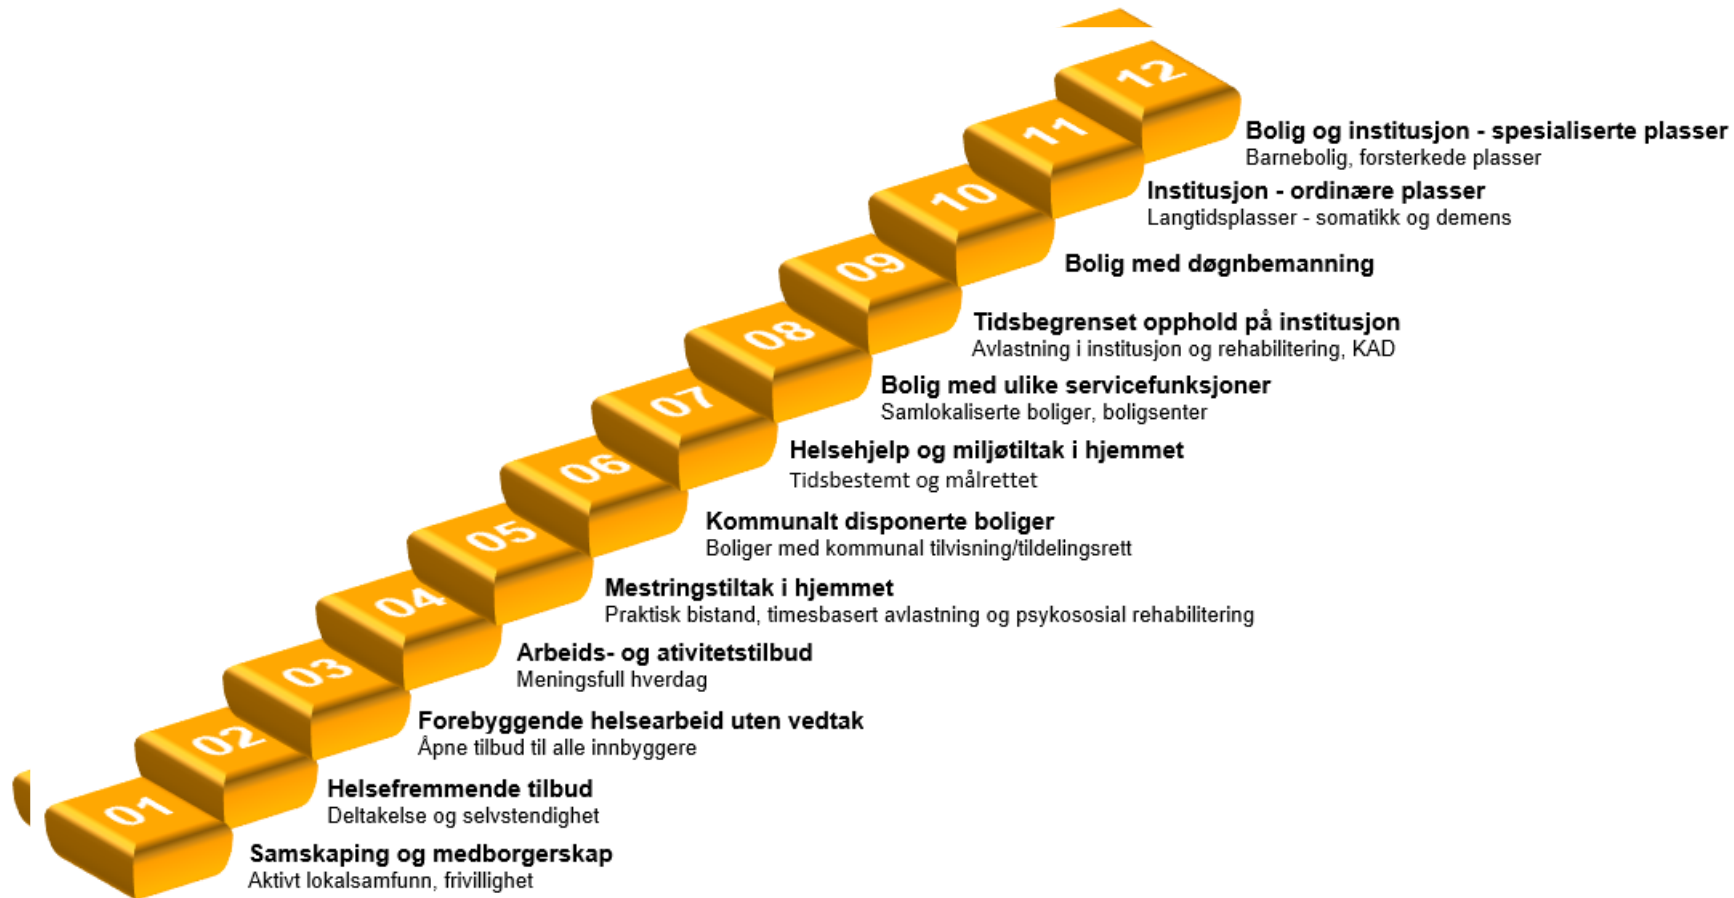 12
Bolig og institusjon - spesialiserte plasser
Barnebolig, forsterkede plasser
11
Institusjon - ordinære plasser
Langtidsplasser - somatikk og demens
10
Bolig med døgnbemanning
09
Tidsbegrenset opphold på institusjon
Avlastning i institusjon og rehabilitering, KAD
08
Bolig med ulike servicefunksjoner
Samlokaliserte boliger, boligsenter
07
Helsehjelp og miljøtiltak i hjemmet
Tidsbestemt og målrettet
06
Kommunalt disponerte boliger
Boliger med kommunal tilvisning/tildelingsrett
05
Mestringstiltak i hjemmet
Praktisk bistand, timesbasert avlastning og psykososial rehabilitering
04
Arbeids- og ativitetstilbud
Meningsfull hverdag
03
Forebyggende helsearbeid uten vedtak
Åpne tilbud til alle innbyggere
02
Helsefremmende tilbud
Deltakelse og selvstendighet
01
Samskaping og medborgerskap
Aktivt lokalsamfunn, frivillighet